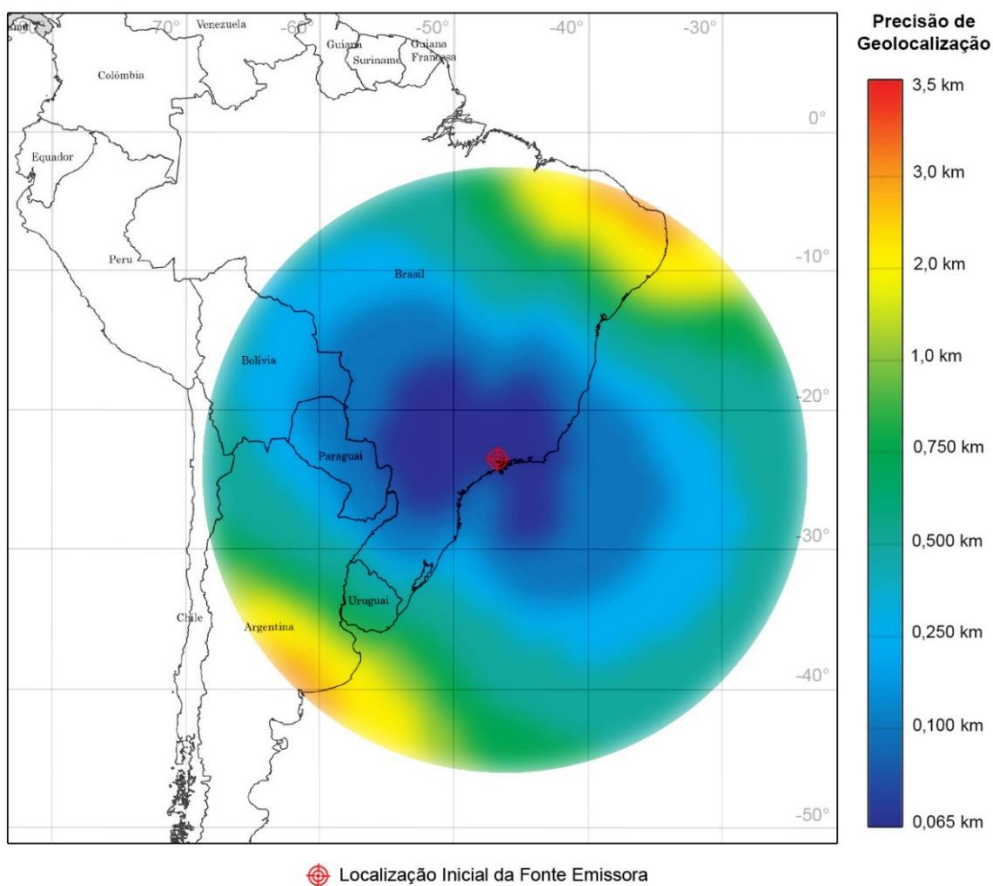 -70°
-60°
-50°
-40°
Venezuela
Guiana
Suriname
Guiana
Francesa
Colômbia
0°
Equador
Peru
Brasil
-10°
Bolívia
-20°
Paraguai
-30°
Uruguai
Chile
Argentina
-40°
-50°
Precisão de
Geolocalização
3,5 km
3,0 km
2,0 km
1,0 km
0,750 km
0,500 km
0,250 km
0,100 km
0,065 km
Localização Inicial da Fonte Emissora